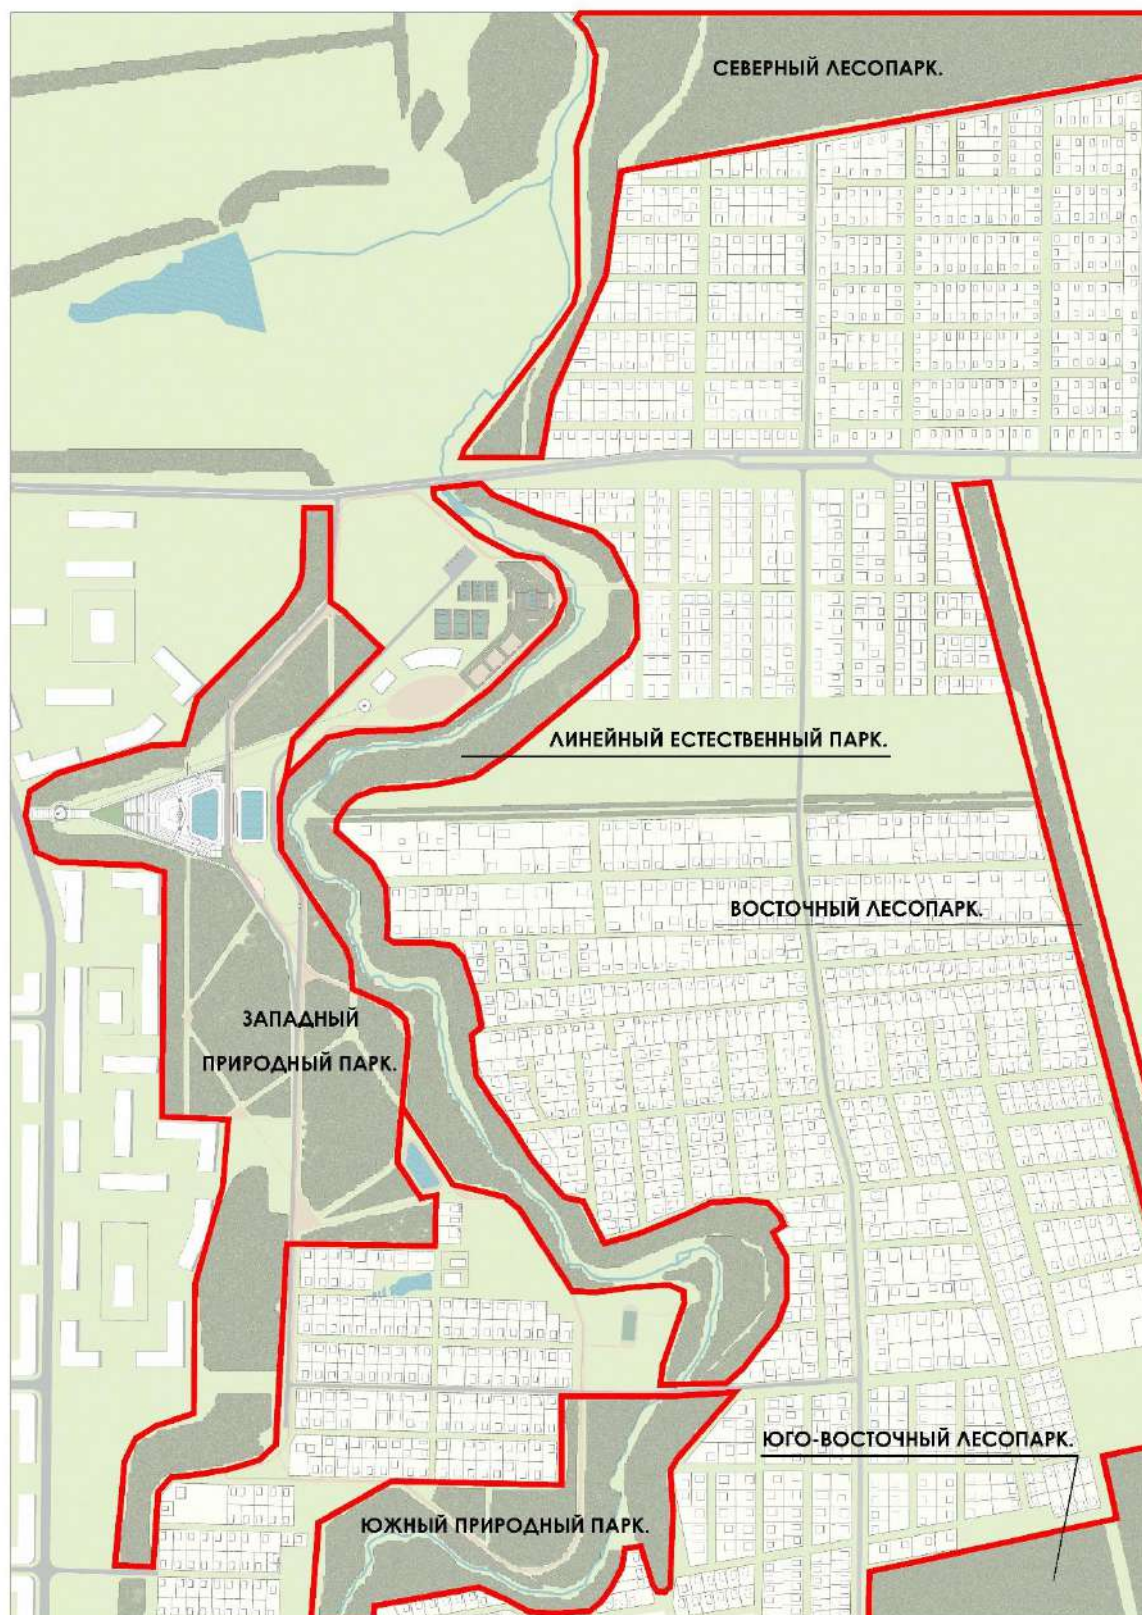 СЕВЕРНЫЙ ЛЕСОПАРК.
ЛИНЕЙНЫЙ ЕСТЕСТВЕННЫЙ ПАРК.
ВОСТОЧНЫЙ ЛЕСОПАРК.
ЗАПАДНЫЙ
ПРИРОДНЫЙ ПАРК.
ЮГО-ВОСТОЧНЫЙ ЛЕСОПАРК.
ЮЖНЫЙ ПРИРОДНЫЙ ПАРК.